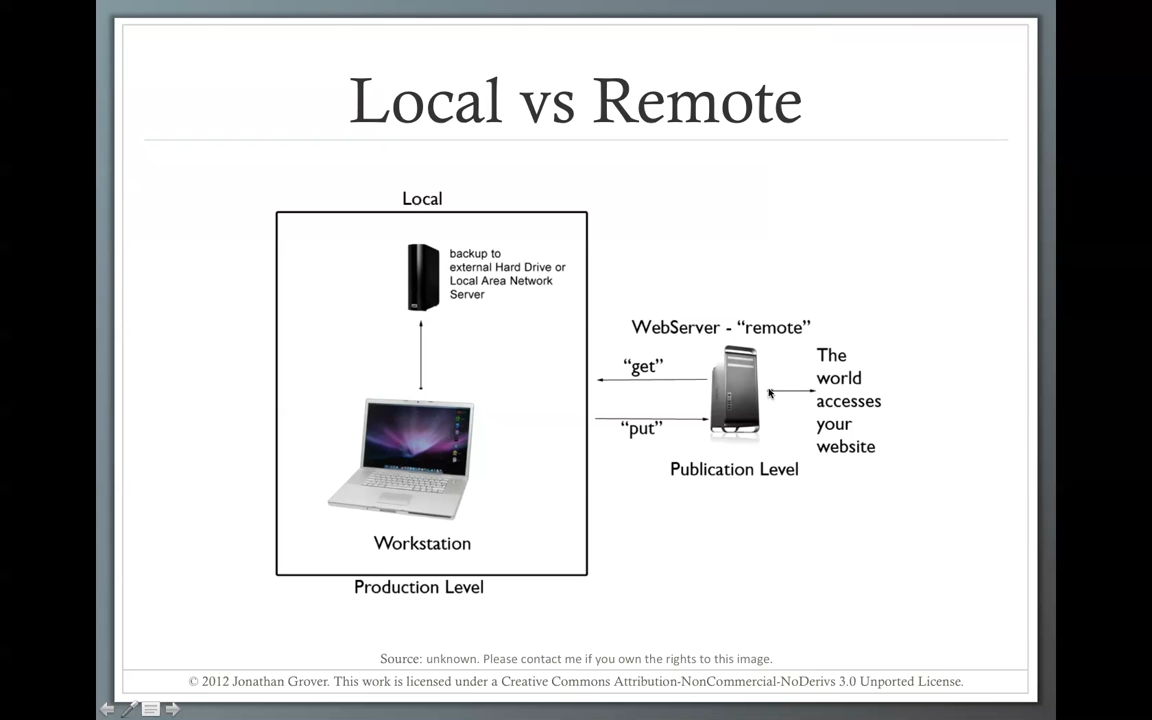 Local vs Remote
Local
backup to
external Hard Drive or
Local Area Network
Server
WebServer - “remote”
“get”
“put”
The
world
accesses
your
website
Publication Level
Workstation
Production Level
Source: unknown. Please contact me if you own the rights to this image.
© 2012 Jonathan Grover. This work is licensed under a Creative Commons Attribution-NonCommercial-NoDerivs 3.0 Unported License.